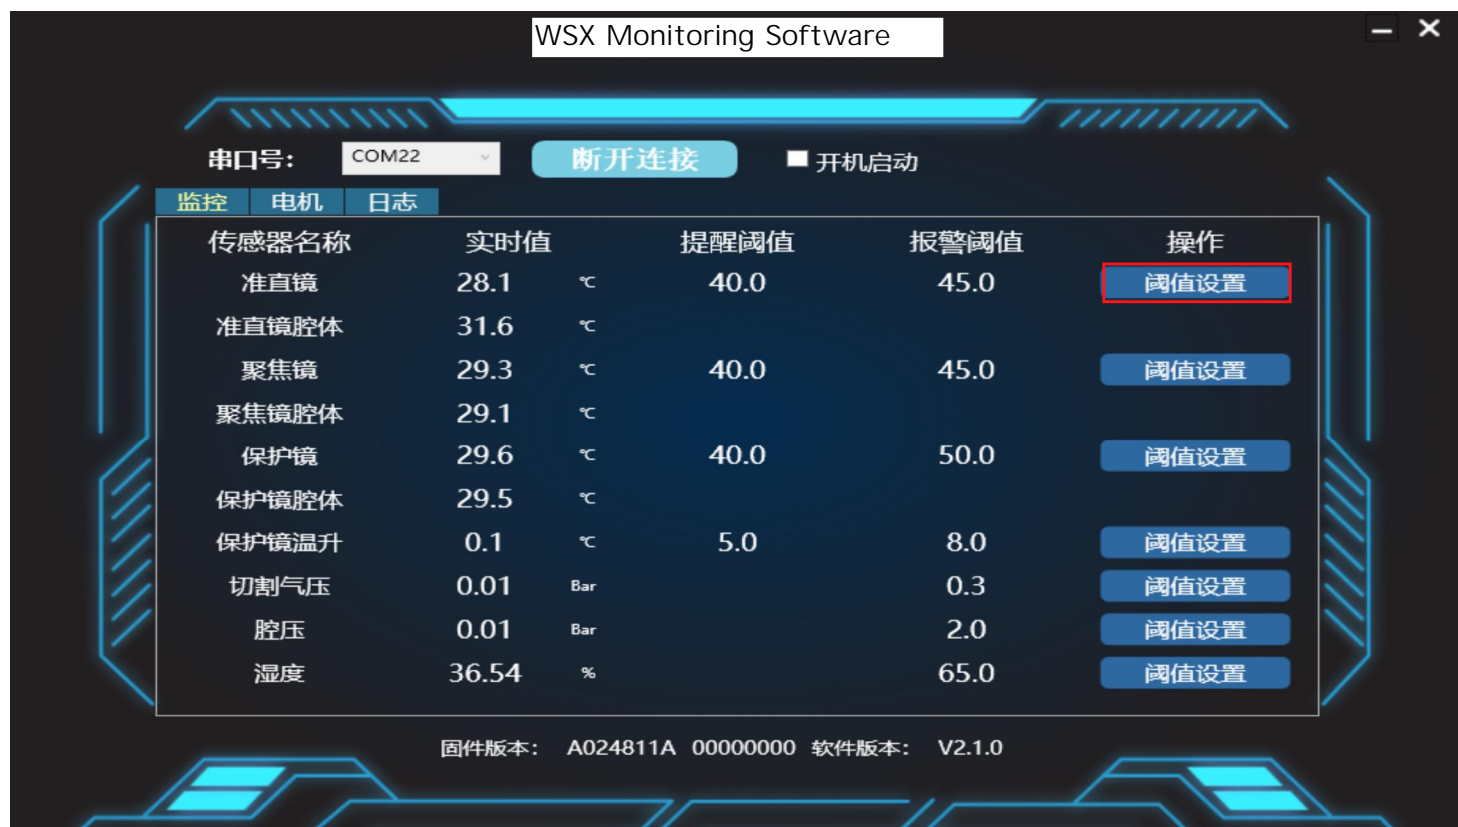 WSX Monitoring Software
串口号: COM22 断开连接 开机启动
监控 电机 日志
传感器名称 实时值 提醒阈值 报警阈值 操作
准直镜 28.1 ℃ 40.0 45.0 阈值设置
准直镜腔体 31.6 ℃
聚焦镜 29.3 ℃ 40.0 45.0 阈值设置
聚焦镜腔体 29.1 ℃
保护镜 29.6 ℃ 40.0 50.0 阈值设置
保护镜腔体 29.5 ℃
保护镜温升 0.1 ℃ 5.0 8.0 阈值设置
切割气压 0.01 Bar 0.3 阈值设置
腔压 0.01 Bar 2.0 阈值设置
湿度 36.54 % 65.0 阈值设置
固件版本: A024811A 00000000 软件版本: V2.1.0